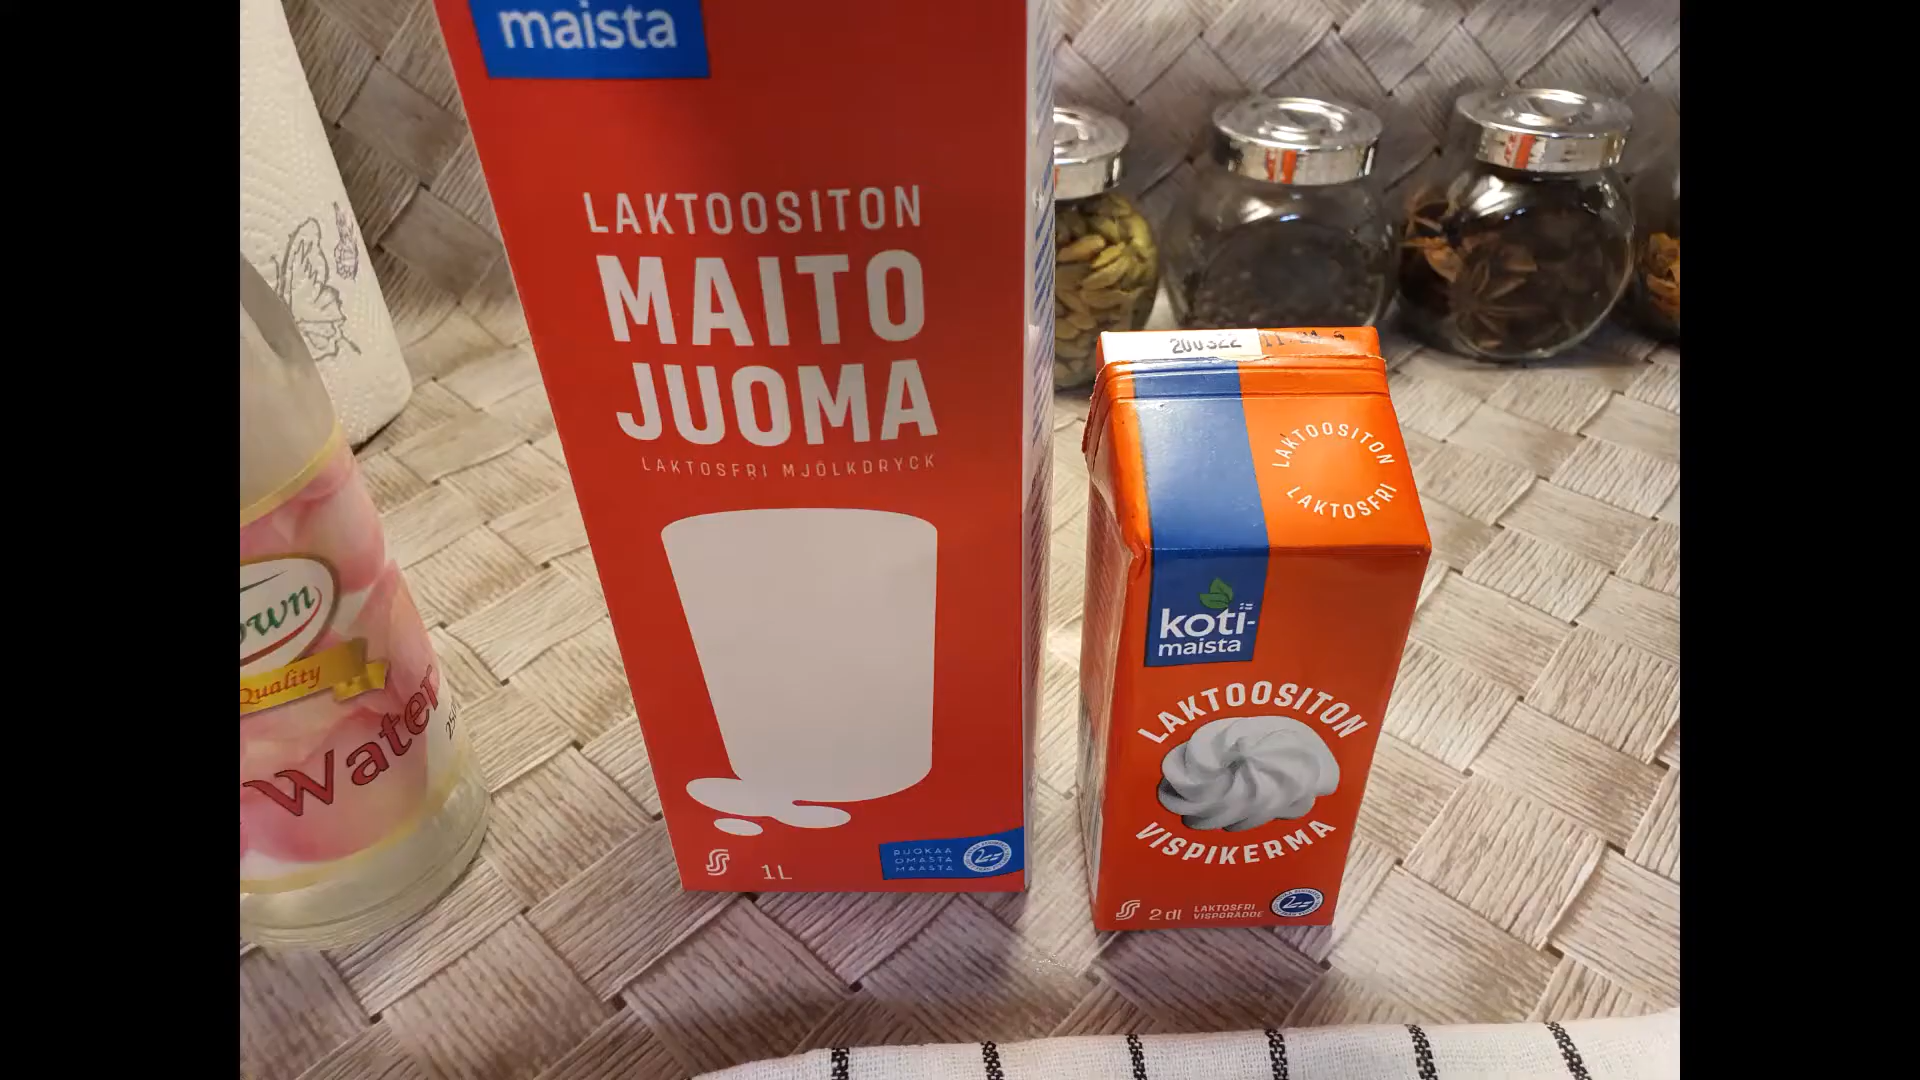 maista
LAKTOOSITON
MAITO
JUOMA
LAKTOSFRI MJÖLKDRYCK
1L
RUOKAA
OMASTA
MAASTA
200322
LAKTOOSITON
LAKTOSFRI
koti-
maista
LAKTOOSITON
VISPIKERMA
2 dl
LAKTOSFRI
VISPGRÄDDE
own
Quality
Water